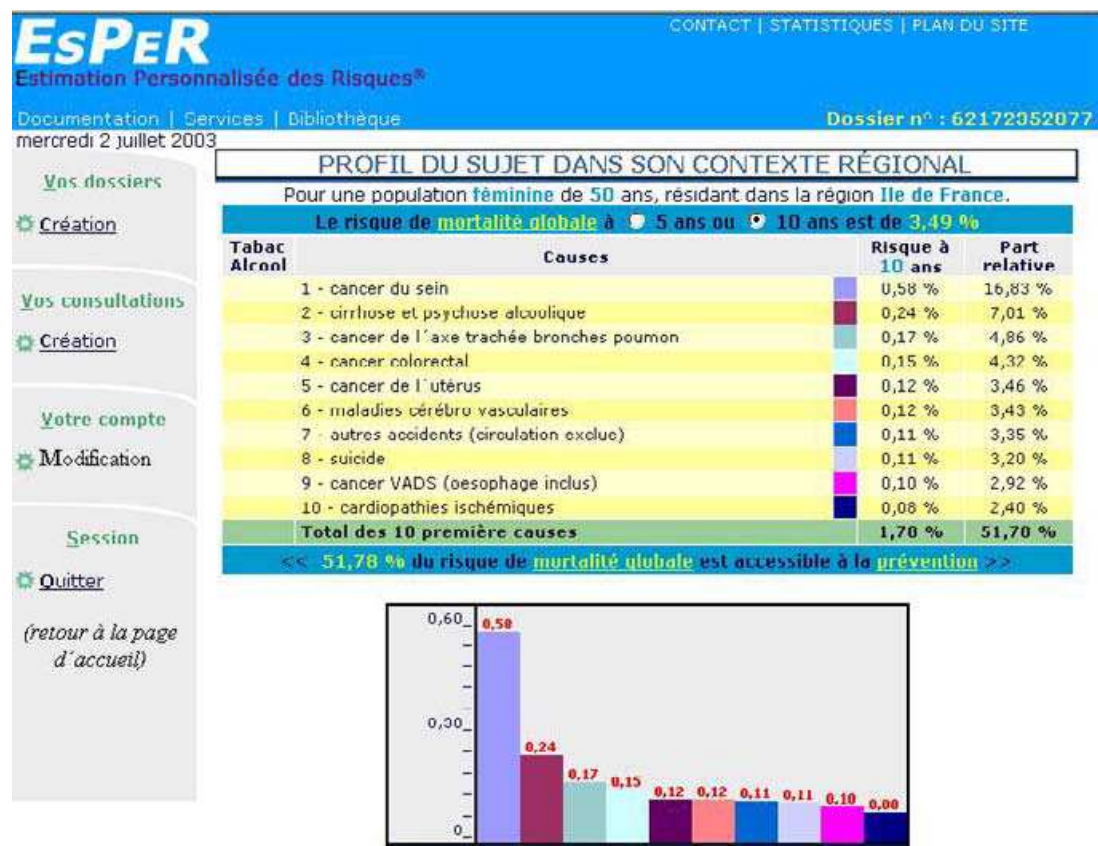 CONTACT | STATISTIQUES | PLAN DU SITE
EsPeR
Estimation Personnalisée des Risques®
Documentation | Services | Bibliothèque
Dossier n° : 62172352077
mercredi 2 juillet 2003
Vos dossiers
Création
Vos consultations
Création
Votre compte
Modification
Session
Quitter
(retour à la page
d´accueil)
PROFIL DU SUJET DANS SON CONTEXTE RÉGIONAL
Pour une population féminine de 50 ans, résidant dans la région Ile de France.
Le risque de mortalité globale à 5 ans ou 10 ans est de 3,49 %
Tabac Alcool Causes Risque à 10 ans Part relative
1 - cancer du sein 0,58 % 16,83 %
2 - cirrhose et psychose alcoolique 0,24 % 7,01 %
3 - cancer de l´axe trachée bronches poumon 0,17 % 4,86 %
4 - cancer colorectal 0,15 % 4,32 %
5 - cancer de l´utérus 0,12 % 3,46 %
6 - maladies cérébro vasculaires 0,12 % 3,43 %
7 - autres accidents (circulation exclue) 0,11 % 3,35 %
8 - suicide 0,11 % 3,20 %
9 - cancer VADS (oesophage inclus) 0,10 % 2,92 %
10 - cardiopathies ischémiques 0,08 % 2,40 %
Total des 10 première causes 1,78 % 51,78 %
<< 51,78 % du risque de mortalité globale est accessible à la prévention >>
0,60
0,58
0,30
0,24
0,17
0,15
0,12
0,12
0,11
0,11
0,10
0,08
0